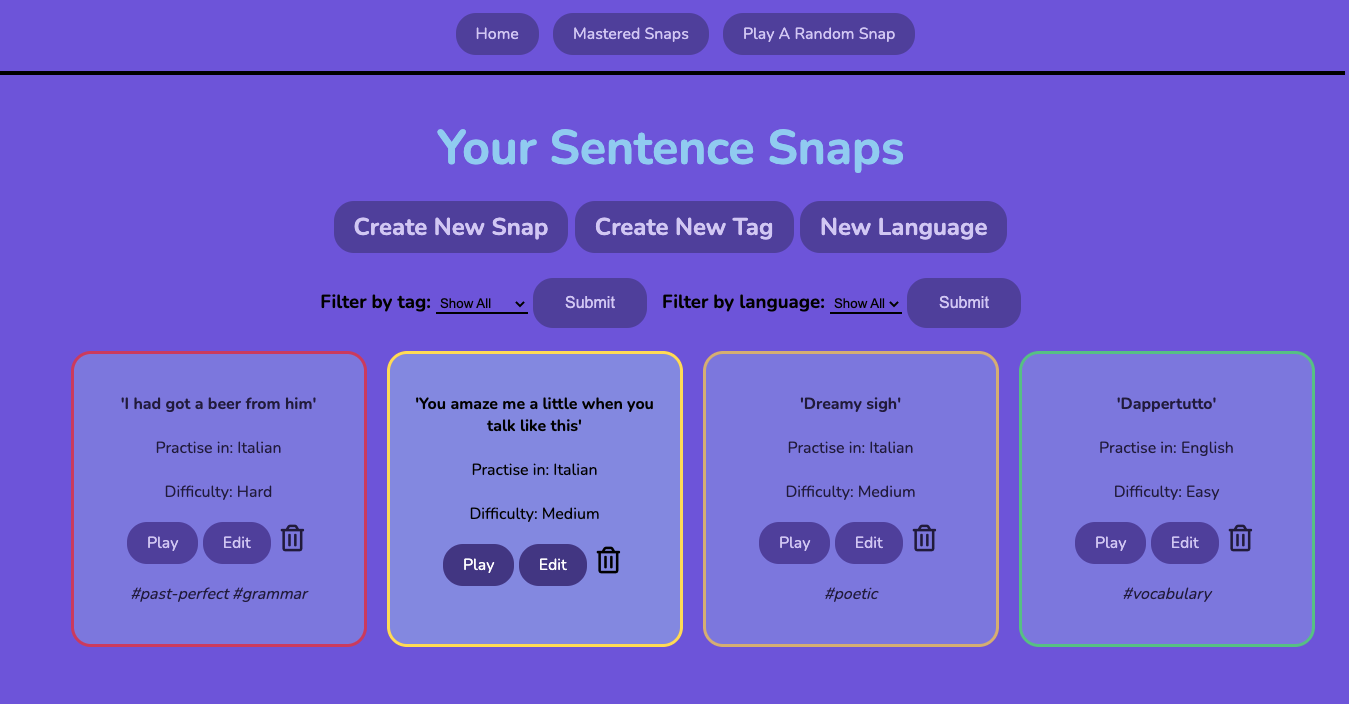 Home Mastered Snaps Play A Random Snap
Your Sentence Snaps
Create New Snap Create New Tag New Language
Filter by tag: Show All Submit Filter by language: Show All Submit
'I had got a beer from him'
Practise in: Italian
Difficulty: Hard
Play Edit
#past-perfect #grammar
'You amaze me a little when you
talk like this'
Practise in: Italian
Difficulty: Medium
Play Edit
'Dreamy sigh'
Practise in: Italian
Difficulty: Medium
Play Edit
#poetic
'Dappertutto'
Practise in: English
Difficulty: Easy
Play Edit
#vocabulary